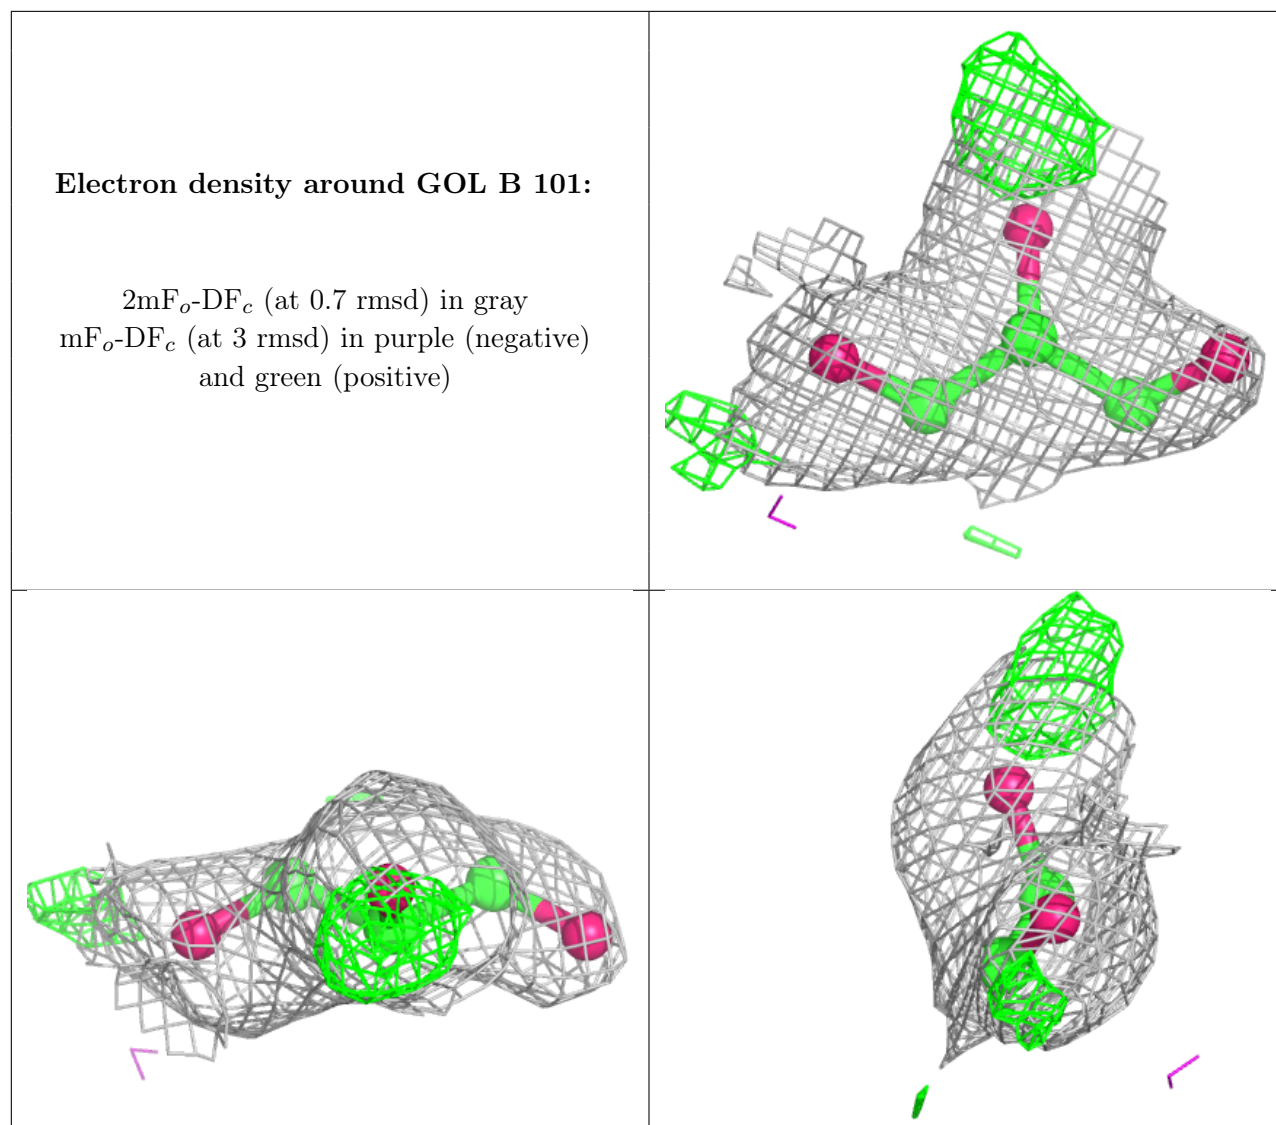 Electron density around GOL B 101:
2mFo-DFc (at 0.7 rmsd) in gray
mFo-DFc (at 3 rmsd) in purple (negative)
and green (positive)